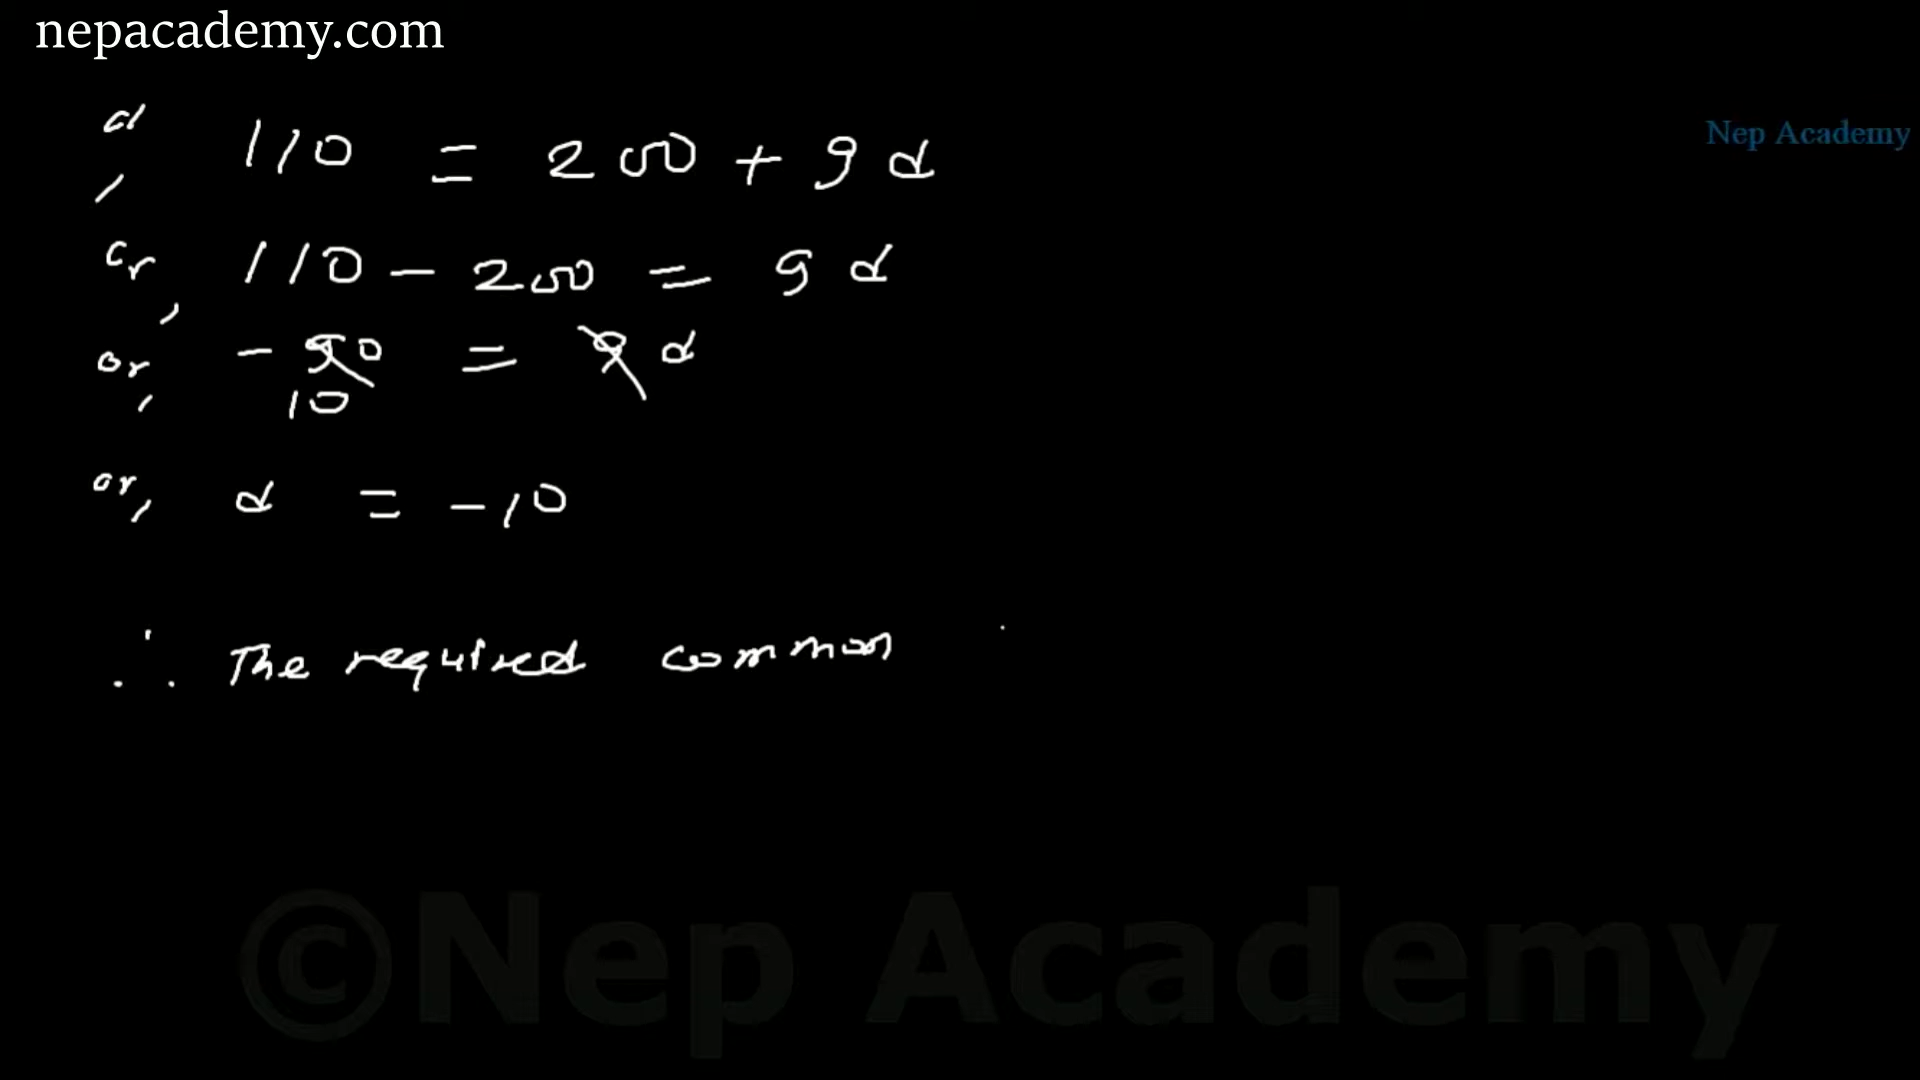 nepacademy.com
Nep Academy
or, 110 = 200 + 9d
or, 110 - 200 = 9d
or, - 90 = 9d
10
or, d = -10
∴ The required common
©Nep Academy